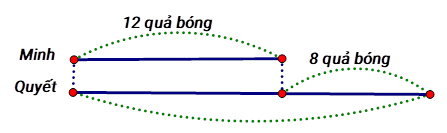 12 quả bóng
Minh
8 quả bóng
Quyết